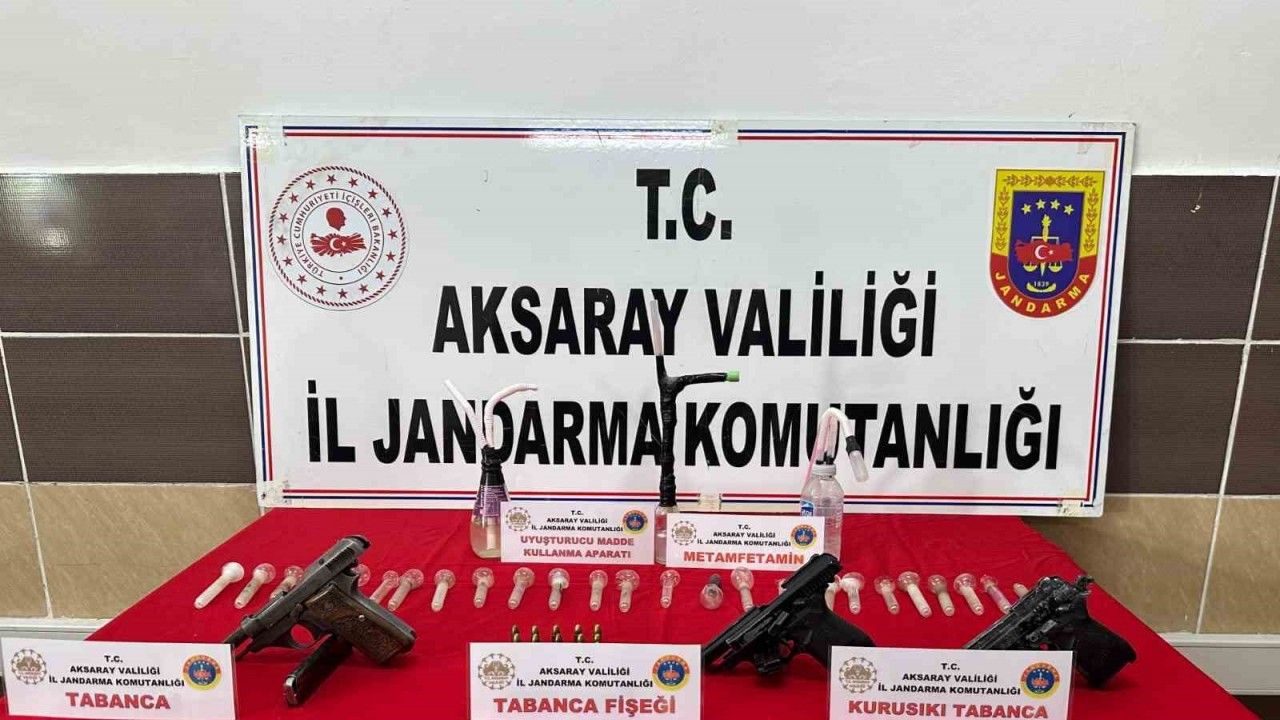 T.C.
AKSARAY VALİLİĞİ
İL JANDARMA KOMUTANLIĞI
TÜRKİYE CUMHURİYETİ İÇİŞLERİ BAKANLIĞI
1839
JANDARMA
T.C.
AKSARAY VALİLİĞİ
İL JANDARMA KOMUTANLIĞI
UYUŞTURUCU MADDE
KULLANMA APARATI
T.C.
AKSARAY VALİLİĞİ
İL JANDARMA KOMUTANLIĞI
METAMFETAMİN
T.C.
AKSARAY VALİLİĞİ
İL JANDARMA KOMUTANLIĞI
TABANCA
T.C.
AKSARAY VALİLİĞİ
İL JANDARMA KOMUTANLIĞI
TABANCA FİŞEĞİ
T.C.
AKSARAY VALİLİĞİ
İL JANDARMA KOMUTANLIĞI
KURUSIKI TABANCA